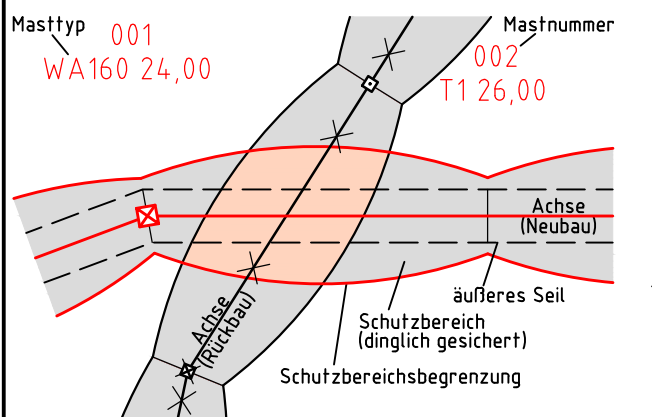 Masttyp
001
WA160 24,00
Mastnummer
002
T1 26,00
Achse
(Neubau)
äußeres Seil
Achse
(Rückbau)
Schutzbereich
(dinglich gesichert)
Schutzbereichsbegrenzung